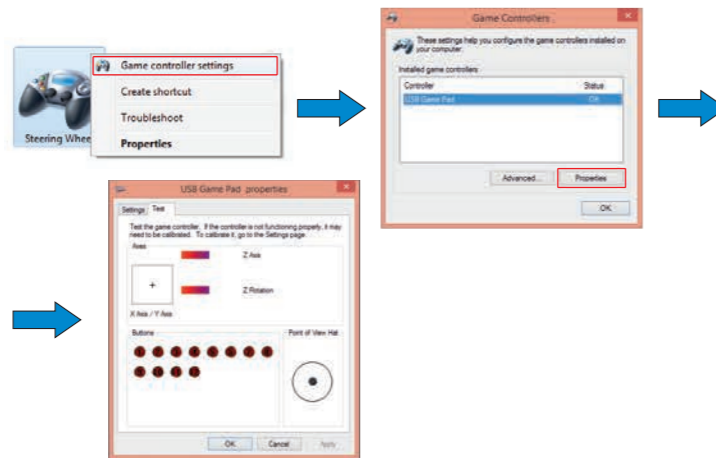 Game controller settings
Create shortcut
Troubleshoot
Properties
Steering Whee
Game Controllers
These settings help you configure the game controllers installed on
your computer.
Installed game controllers
Controller Status
USB Game Pad OK
Advanced... Properties
OK
USB Game Pad properties
Settings Test
Test the game controller. If the controller is not functioning properly, it may
need to be calibrated. To calibrate it, go to the Settings page.
Axes
Z Axis
Z Rotation
X Axis / Y Axis
Buttons
Point of View Hat
OK Cancel Apply